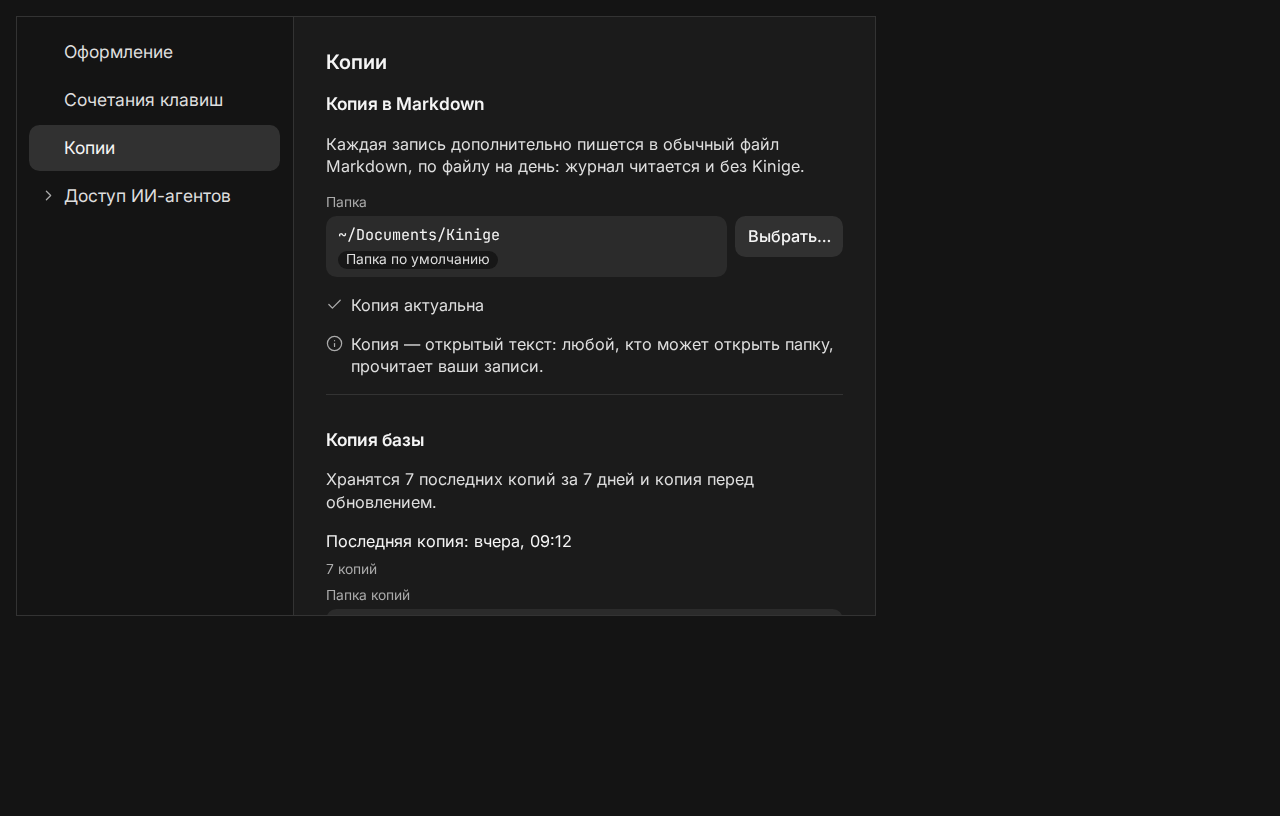 Оформление
Сочетания клавиш
Копии
Доступ ИИ-агентов
Копии
Копия в Markdown
Каждая запись дополнительно пишется в обычный файл
Markdown, по файлу на день: журнал читается и без Kinige.
Папка
~/Documents/Kinige
Папка по умолчанию
Выбрать...
Копия актуальна
Копия — открытый текст: любой, кто может открыть папку,
прочитает ваши записи.
Копия базы
Хранятся 7 последних копий за 7 дней и копия перед
обновлением.
Последняя копия: вчера, 09:12
7 копий
Папка копий